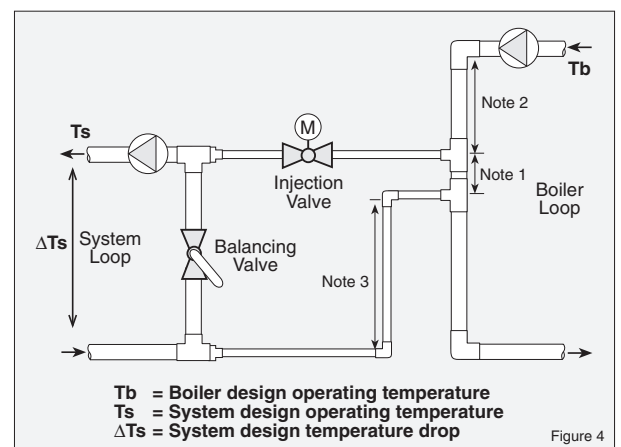 Tb
Note 2
Ts
M
Note 1
Injection
Valve
Boiler
Loop
ΔTs
System
Loop
Balancing
Valve
Note 3
Tb = Boiler design operating temperature
Ts = System design operating temperature
ΔTs = System design temperature drop
Figure 4